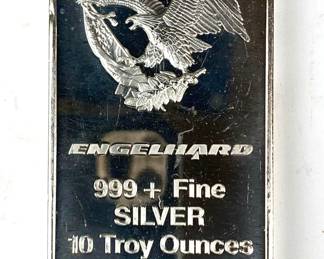 ENGELHARD
999 + Fine
SILVER
10 Troy Ounces